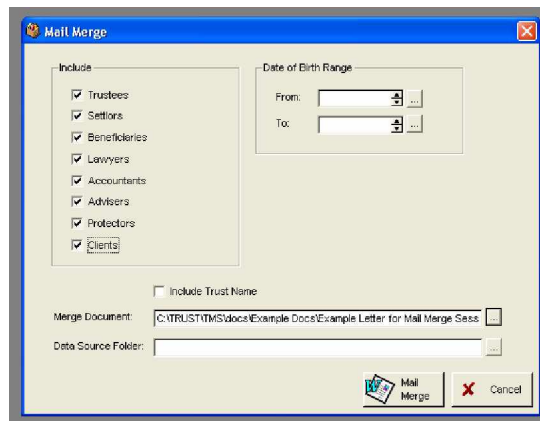 Mail Merge
Include
Trustees
Settlors
Beneficiaries
Lawyers
Accountants
Advisers
Protectors
Clients
Date of Birth Range
From:
...
To:
...
Include Trust Name
Merge Document: C:\TRUST\TMS\docs\Example Docs\Example Letter for Mail Merge Sess ...
Data Source Folder: ...
Mail
Merge
Cancel